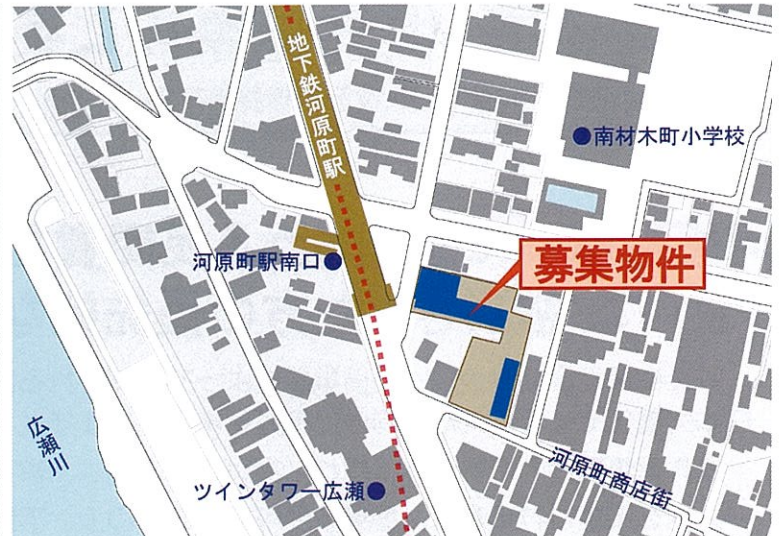 地下鉄河原町駅
●南材木町小学校
河原町駅南口●
募集物件
広瀬川
河原町商店街
ツインタワー広瀬●